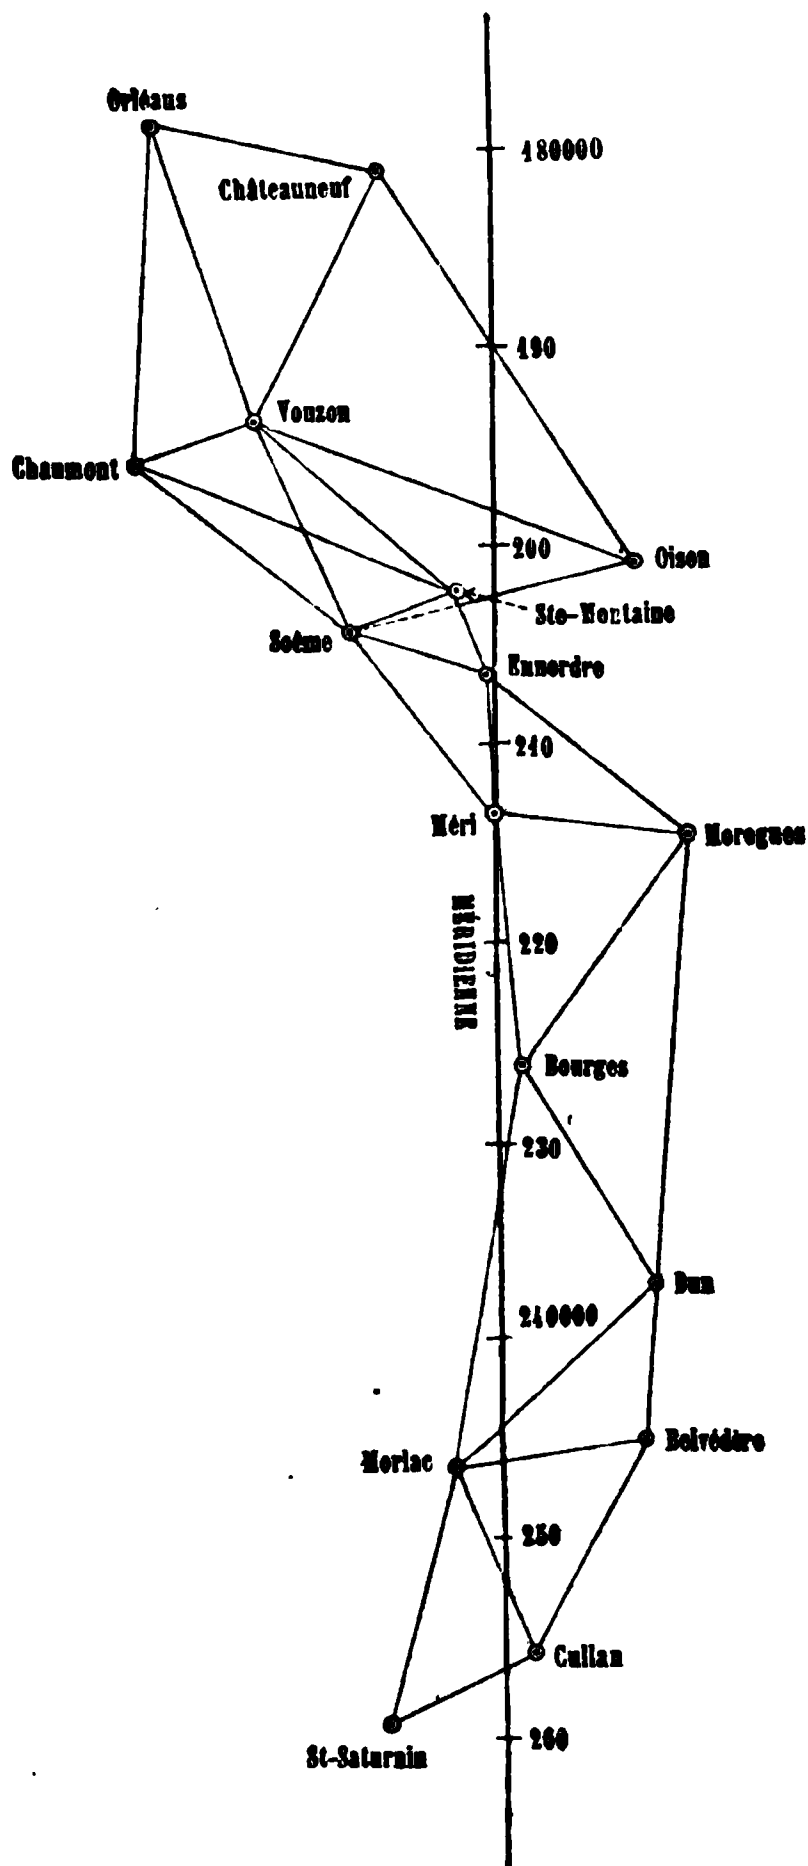 Orléans
180000
Châteauneuf
190
Vouzon
Chaumont
200
Oison
Ste-Montaine
Soême
Ennordre
210
Méri
Moregues
MÉRIDIENNE
220
Bourges
230
Dun
240000
Belvédère
Morlac
250
Cullan
St-Saturnin
260